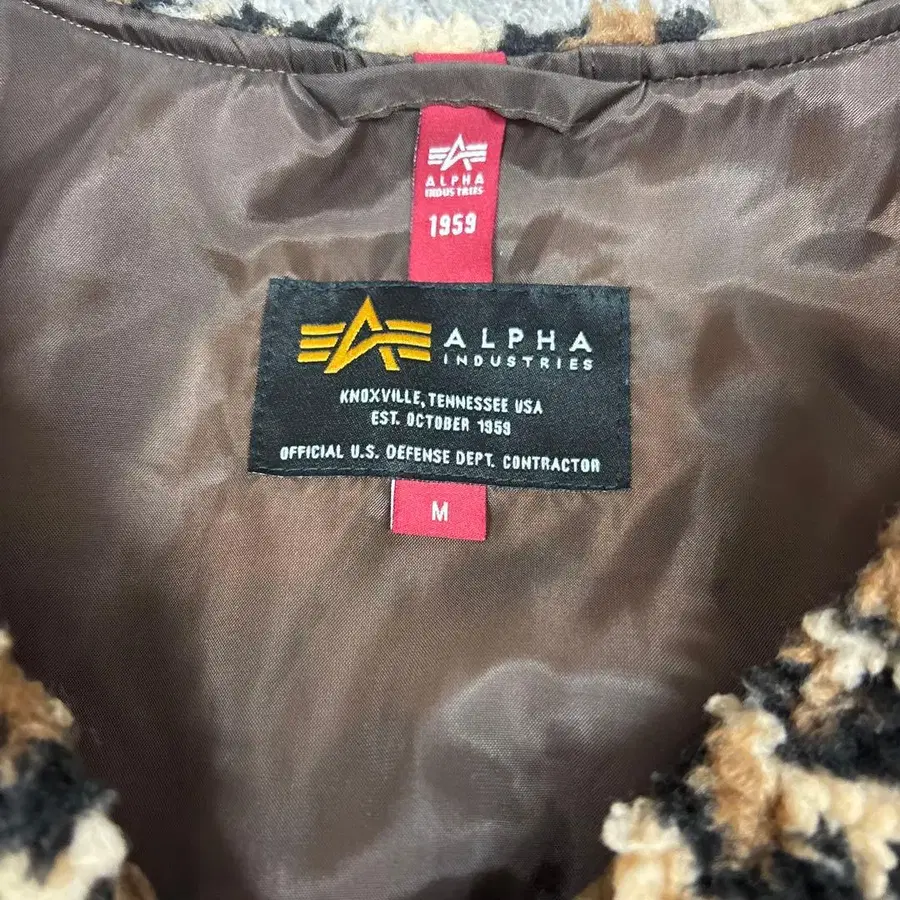 ALPHA
INDUSTRIES
1959
ALPHA
INDUSTRIES
KNOXVILLE, TENNESSEE USA
EST. OCTOBER 1959
OFFICIAL U.S. DEFENSE DEPT. CONTRACTOR
M